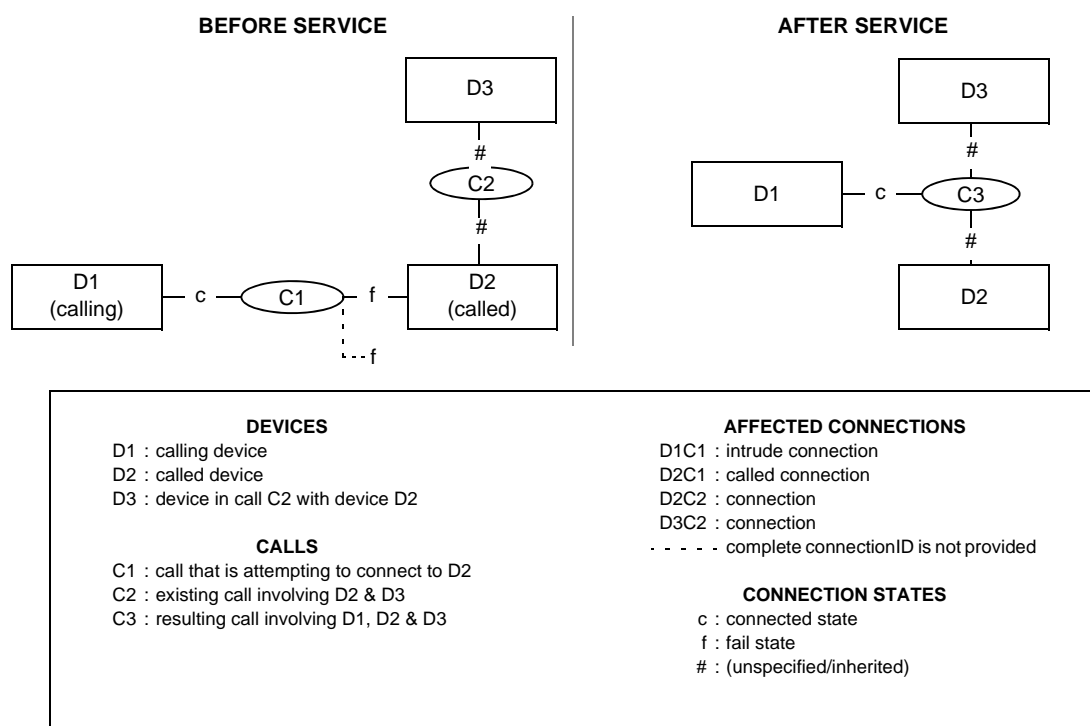 BEFORE SERVICE
AFTER SERVICE
D3
#
C2
#
D1
(calling)
c
C1
f
D2
(called)
f
D3
#
D1
c
C3
#
D2
DEVICES
D1 : calling device
D2 : called device
D3 : device in call C2 with device D2
CALLS
C1 : call that is attempting to connect to D2
C2 : existing call involving D2 & D3
C3 : resulting call involving D1, D2 & D3
AFFECTED CONNECTIONS
D1C1 : intrude connection
D2C1 : called connection
D2C2 : connection
D3C2 : connection
- - - - - complete connectionID is not provided
CONNECTION STATES
c : connected state
f : fail state
# : (unspecified/inherited)